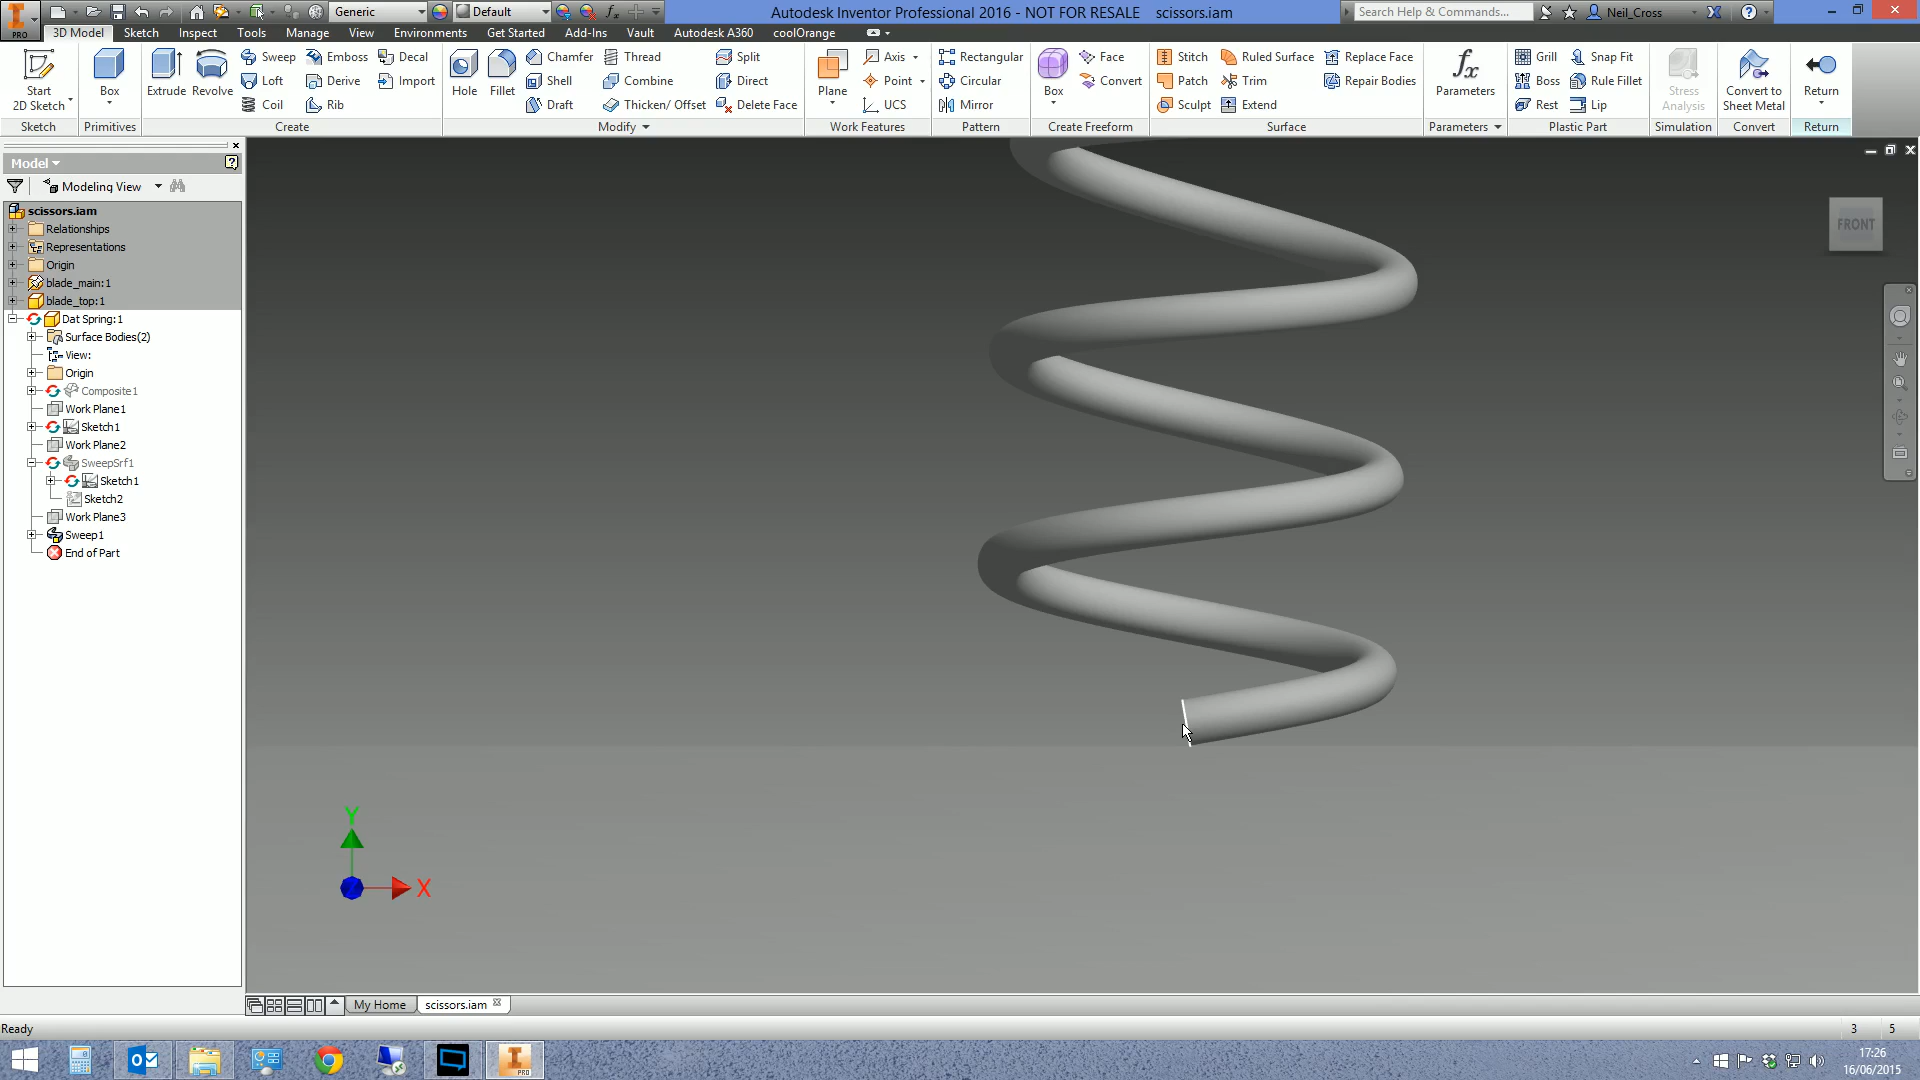 PRO
Generic
Default
Autodesk Inventor Professional 2016 - NOT FOR RESALE scissors.iam
Search Help & Commands...
Neil_Cross
3D Model Sketch Inspect Tools Manage View Environments Get Started Add-Ins Vault Autodesk A360 coolOrange
Start
2D Sketch
Box
Extrude
Revolve
Sweep Emboss Decal
Loft Derive Import
Coil Rib
Hole
Fillet
Chamfer Thread Split
Shell Combine Direct
Draft Thicken/ Offset Delete Face
Plane
Axis
Point
UCS
Rectangular
Circular
Mirror
Box
Face
Convert
Stitch Ruled Surface Replace Face
Patch Trim Repair Bodies
Sculpt Extend
fx
Parameters
Grill Snap Fit
Boss Rule Fillet
Rest Lip
Stress
Analysis
Convert to
Sheet Metal
Return
Sketch Primitives Create Modify Work Features Pattern Create Freeform Surface Parameters Plastic Part Simulation Convert Return
Model
Modeling View
scissors.iam
Relationships
Representations
Origin
blade_main:1
blade_top:1
Dat Spring:1
Surface Bodies(2)
View:
Origin
Composite1
Work Plane1
Sketch1
Work Plane2
SweepSrf1
Sketch1
Sketch2
Work Plane3
Sweep1
End of Part
FRONT
Y
X
My Home scissors.iam
Ready 3 5
PRO
17:26
16/06/2015